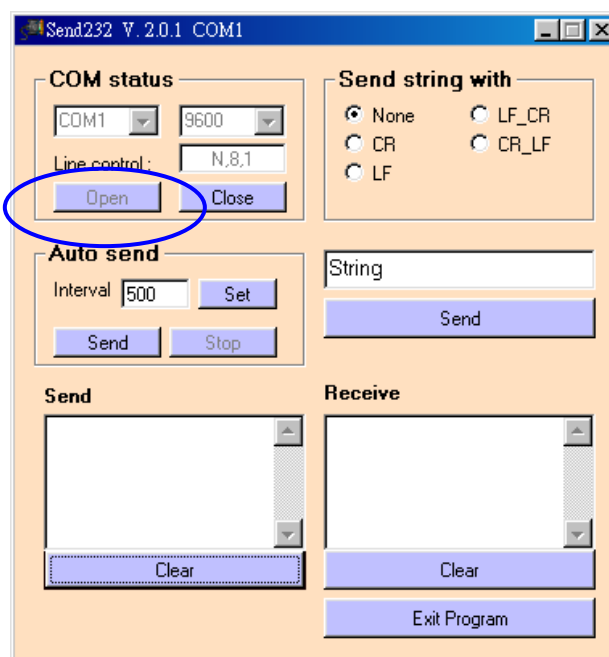 Send232 V. 2.0.1 COM1
COM status
COM1
9600
Line control :
N,8,1
Open
Close
Send string with
None
LF_CR
CR
CR_LF
LF
Auto send
Interval
500
Set
Send
Stop
String
Send
Send
Receive
Clear
Clear
Exit Program